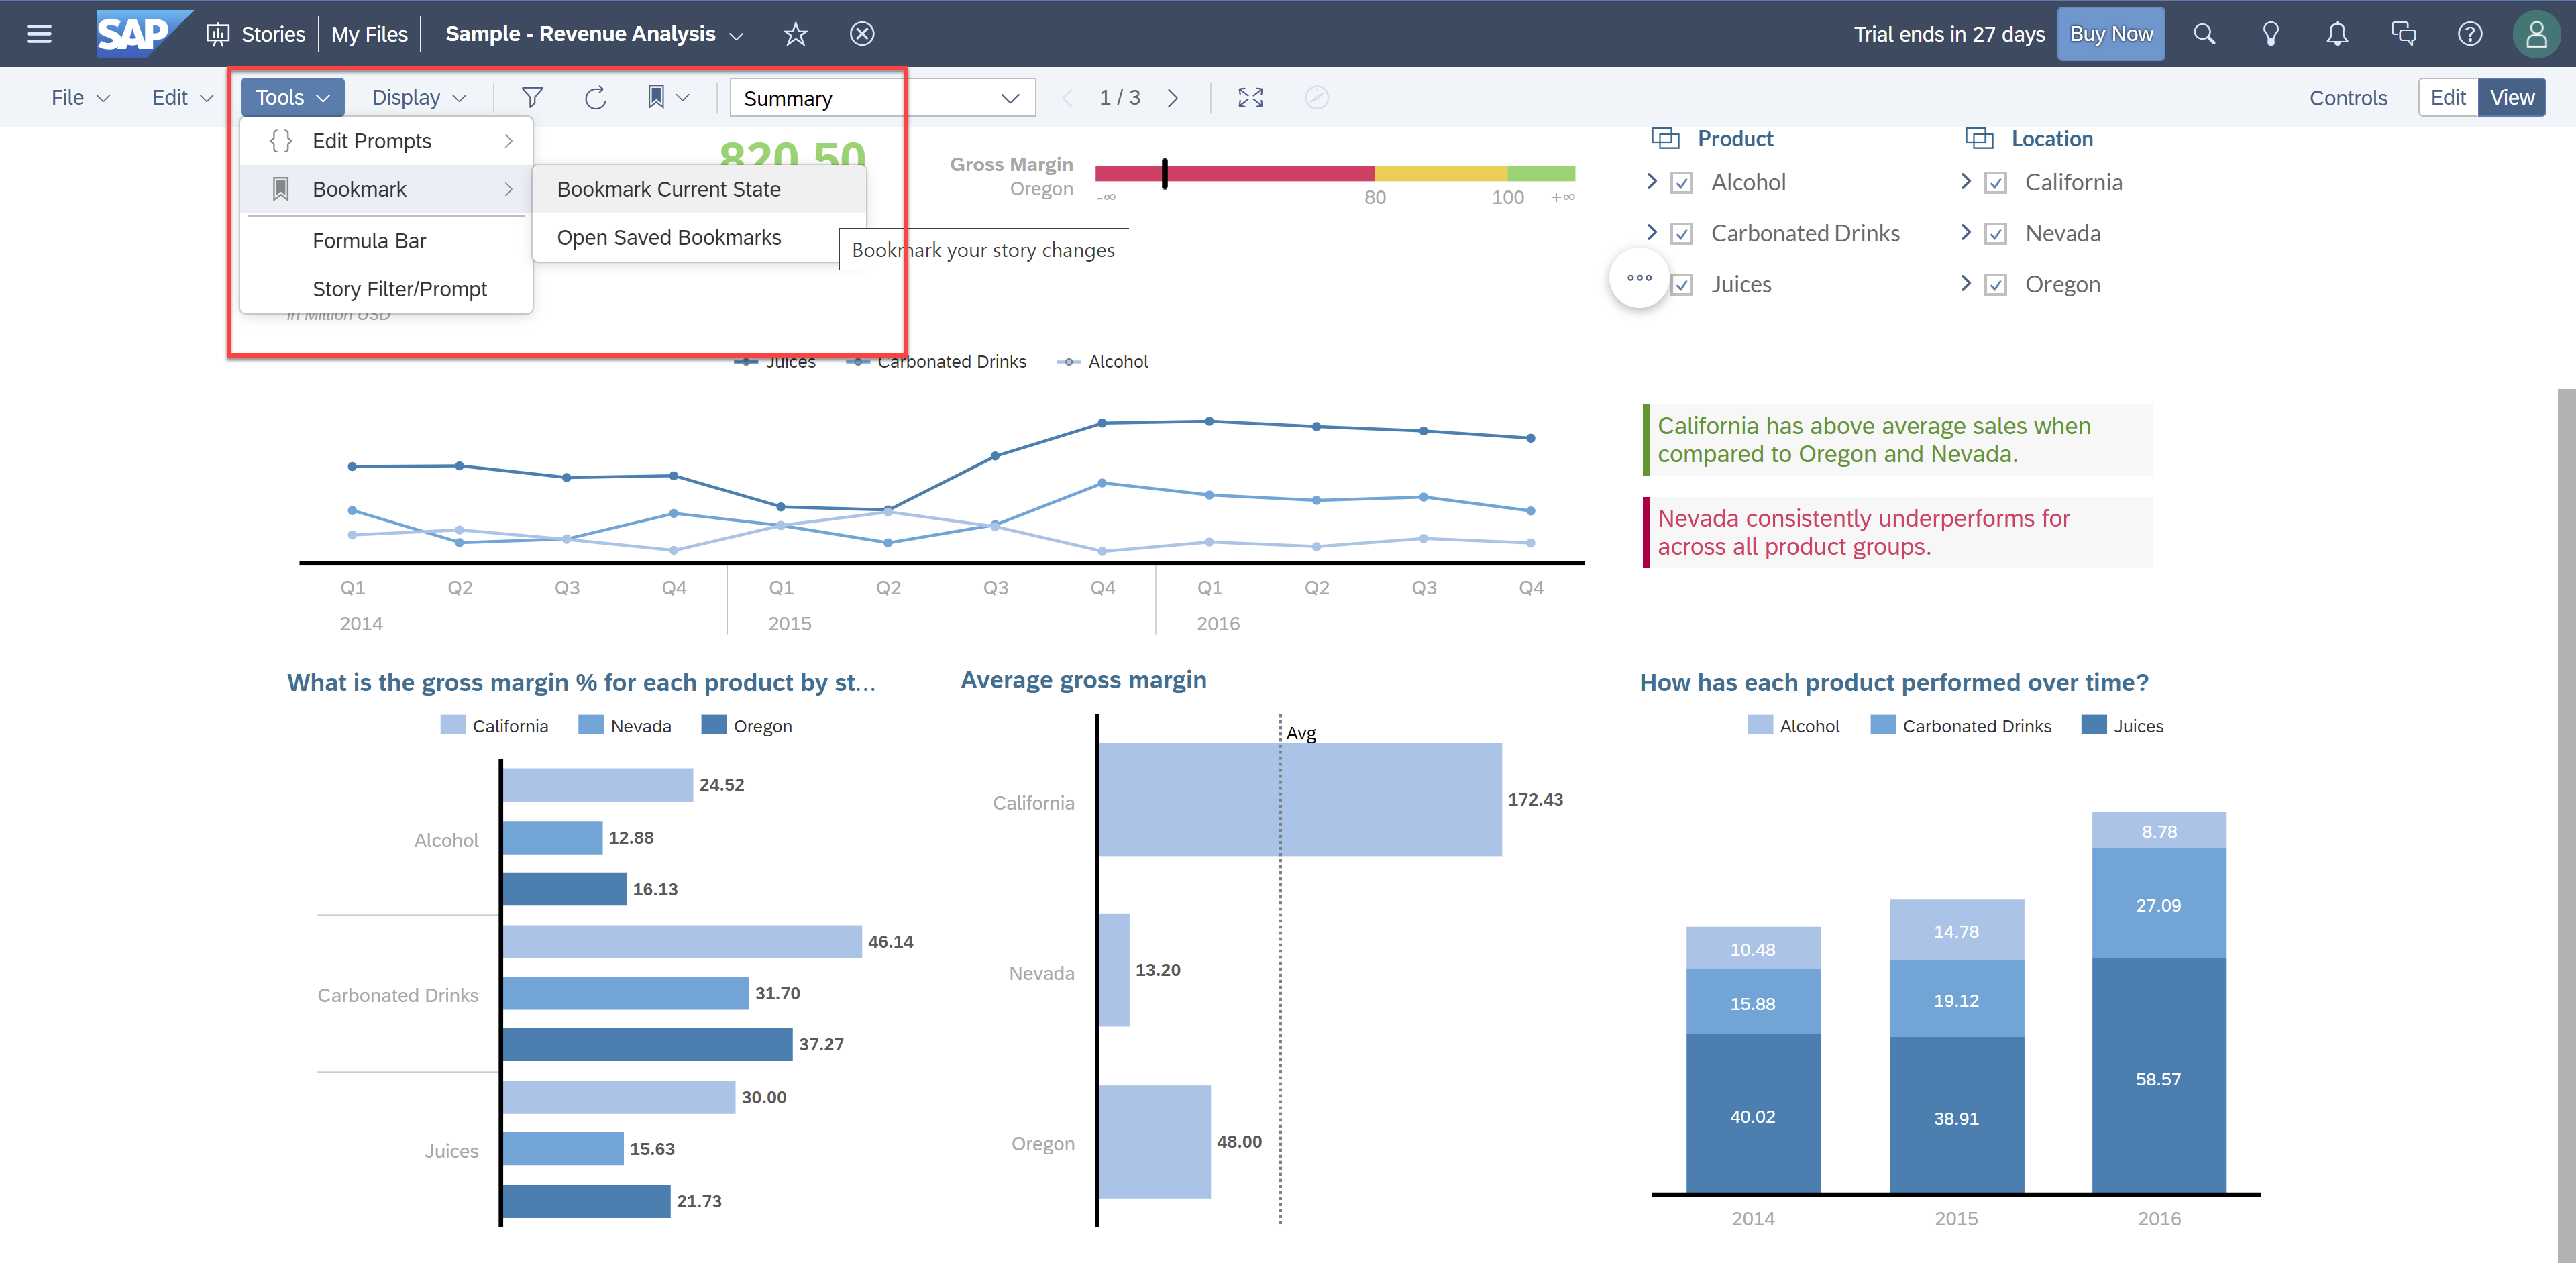 SAP Stories My Files Sample - Revenue Analysis Trial ends in 27 days Buy Now
File Edit Tools Display Summary 1 / 3 Controls Edit View
Edit Prompts
Bookmark
Formula Bar
Story Filter/Prompt
Bookmark Current State
Open Saved Bookmarks
Bookmark your story changes
820.50
in Million USD
Gross Margin
Oregon
-∞ 80 100 +∞
Product
Alcohol
Carbonated Drinks
Juices
Location
California
Nevada
Oregon
Juices Carbonated Drinks Alcohol
Q1 Q2 Q3 Q4 Q1 Q2 Q3 Q4 Q1 Q2 Q3 Q4
2014 2015 2016
California has above average sales when
compared to Oregon and Nevada.
Nevada consistently underperforms for
across all product groups.
What is the gross margin % for each product by st...
California Nevada Oregon
24.52
Alcohol 12.88
16.13
46.14
Carbonated Drinks 31.70
37.27
30.00
Juices 15.63
21.73
Average gross margin
Avg
California 172.43
Nevada 13.20
Oregon 48.00
How has each product performed over time?
Alcohol Carbonated Drinks Juices
10.48 14.78 8.78
15.88 19.12 27.09
40.02 38.91 58.57
2014 2015 2016